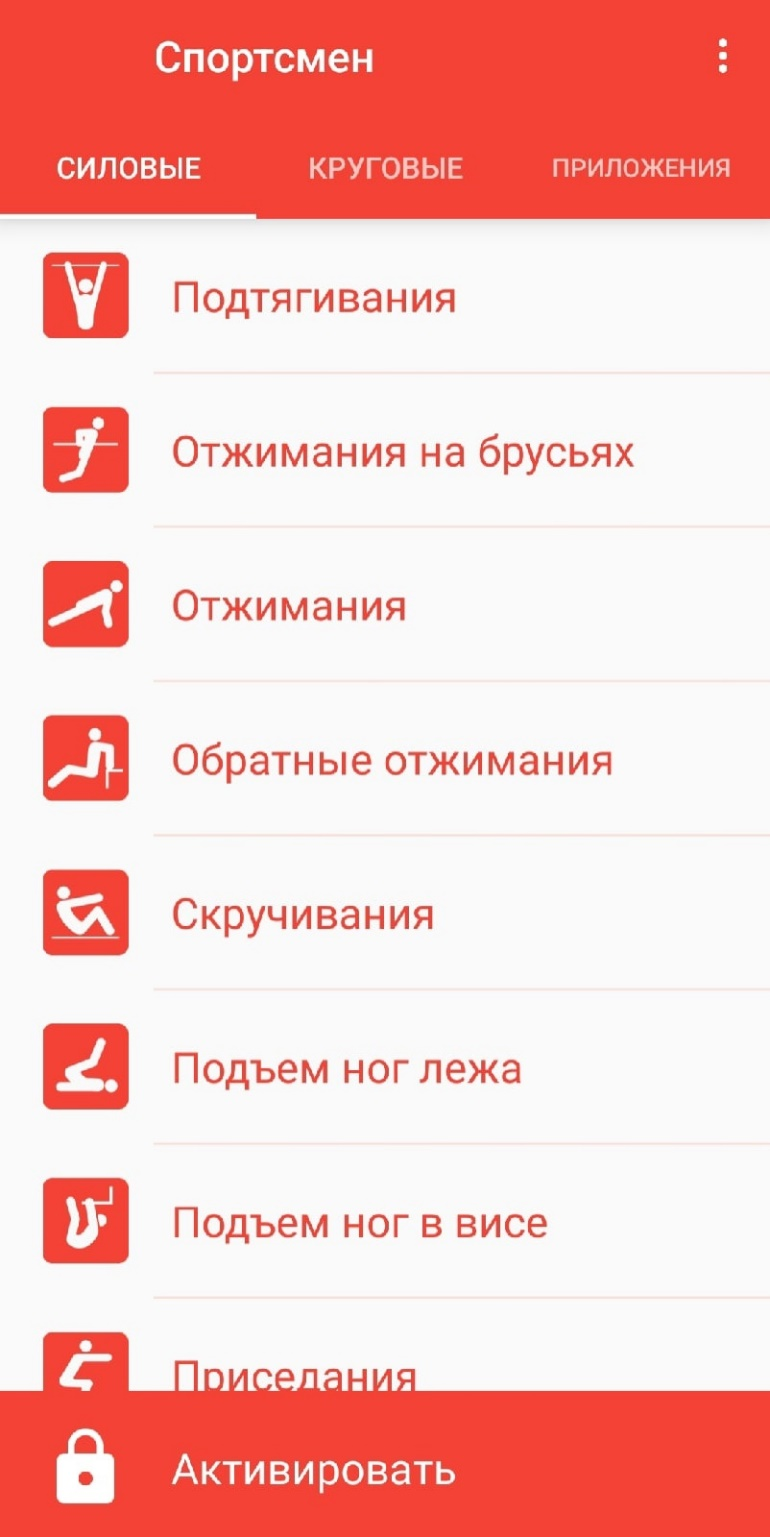 Спортсмен
СИЛОВЫЕ КРУГОВЫЕ ПРИЛОЖЕНИЯ
Подтягивания
Отжимания на брусьях
Отжимания
Обратные отжимания
Скручивания
Подъем ног лежа
Подъем ног в висе
Приседания
Активировать